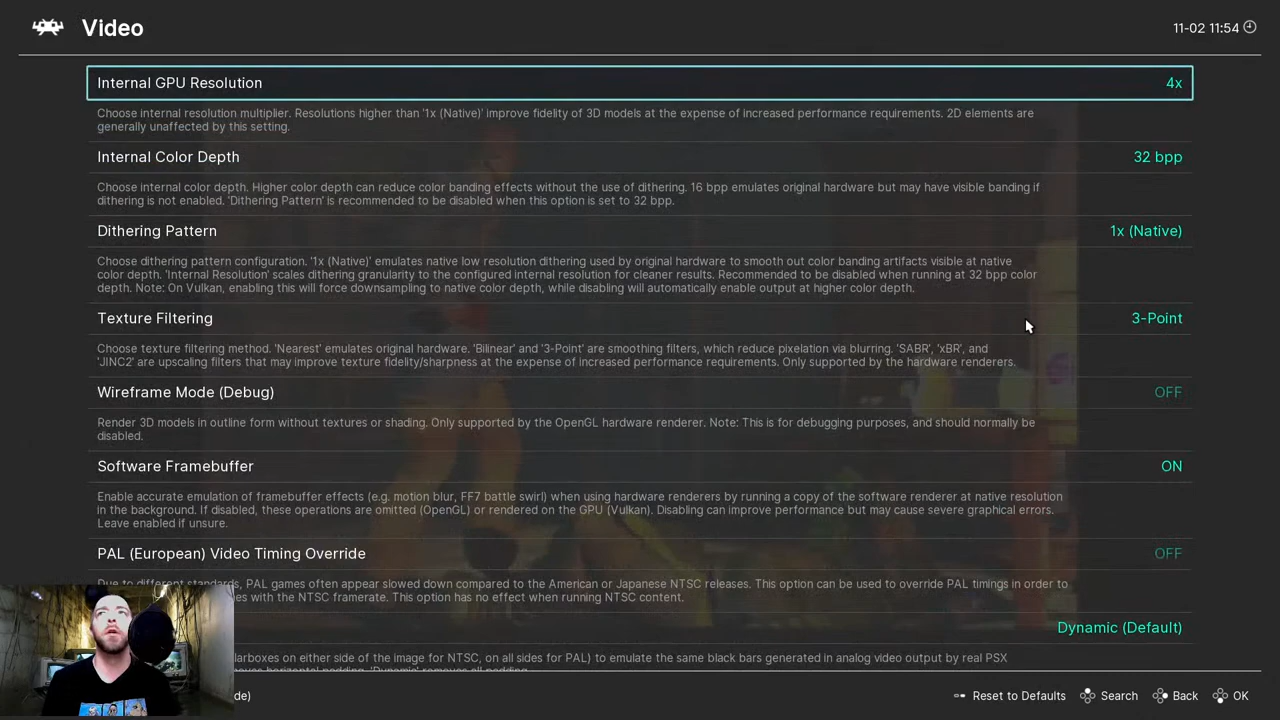 Video
11-02 11:54
Internal GPU Resolution 4x
Choose internal resolution multiplier. Resolutions higher than '1x (Native)' improve fidelity of 3D models at the expense of increased performance requirements. 2D elements are
generally unaffected by this setting.
Internal Color Depth 32 bpp
Choose internal color depth. Higher color depth can reduce color banding effects without the use of dithering. 16 bpp emulates original hardware but may have visible banding if
dithering is not enabled. 'Dithering Pattern' is recommended to be disabled when this option is set to 32 bpp.
Dithering Pattern 1x (Native)
Choose dithering pattern configuration. '1x (Native)' emulates native low resolution dithering used by original hardware to smooth out color banding artifacts visible at native
color depth. 'Internal Resolution' scales dithering granularity to the configured internal resolution for cleaner results. Recommended to be disabled when running at 32 bpp color
depth. Note: On Vulkan, enabling this will force downsampling to native color depth, while disabling will automatically enable output at higher color depth.
Texture Filtering 3-Point
Choose texture filtering method. 'Nearest' emulates original hardware. 'Bilinear' and '3-Point' are smoothing filters, which reduce pixelation via blurring. 'SABR', 'xBR', and
'JINC2' are upscaling filters that may improve texture fidelity/sharpness at the expense of increased performance requirements. Only supported by the hardware renderers.
Wireframe Mode (Debug) OFF
Render 3D models in outline form without textures or shading. Only supported by the OpenGL hardware renderer. Note: This is for debugging purposes, and should normally be
disabled.
Software Framebuffer ON
Enable accurate emulation of framebuffer effects (e.g. motion blur, FF7 battle swirl) when using hardware renderers by running a copy of the software renderer at native resolution
in the background. If disabled, these operations are omitted (OpenGL) or rendered on the GPU (Vulkan). Disabling can improve performance but may cause severe graphical errors.
Leave enabled if unsure.
PAL (European) Video Timing Override OFF
Due to different standards, PAL games often appear slowed down compared to the American or Japanese NTSC releases. This option can be used to override PAL timings in order to
with the NTSC framerate. This option has no effect when running NTSC content.
Dynamic (Default)
on either side of the image for NTSC, on all sides for PAL) to emulate the same black bars generated in analog video output by real PSX
horizontal padding. 'Dynamic' removes all padding.
Reset to Defaults Search Back OK